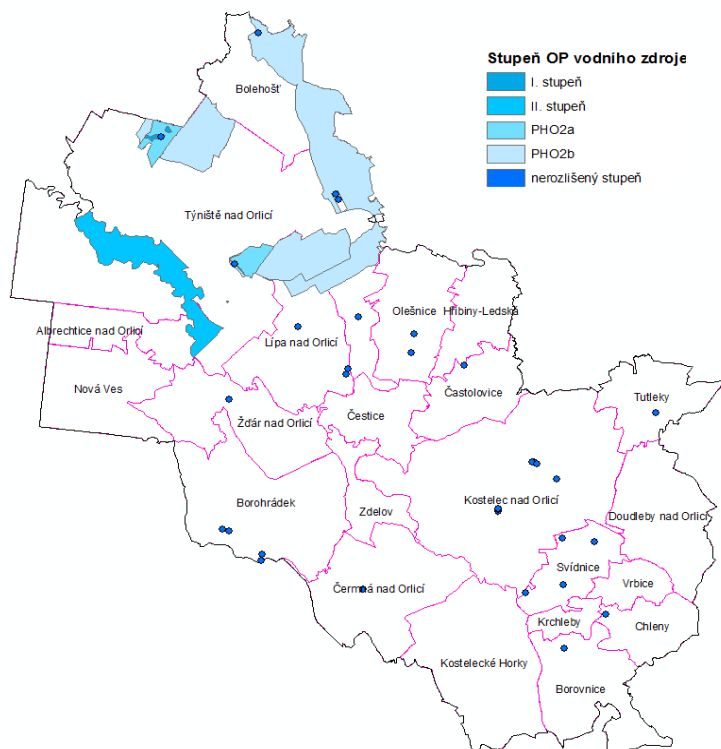 Stupeň OP vodního zdroje
I. stupeň
II. stupeň
PHO2a
PHO2b
nerozlišený stupeň
Bolehošť
Týniště nad Orlicí
Albrechtice nad Orlicí
Lípa nad Orlicí
Olešnice
Hřibiny-Ledská
Nová Ves
Žďár nad Orlicí
Čestice
Častolovice
Tutleky
Borohrádek
Zdelov
Kostelec nad Orlicí
Doudleby nad Orlicí
Svídnice
Vrbice
Čermná nad Orlicí
Krchleby
Chleny
Kostelecké Horky
Borovnice